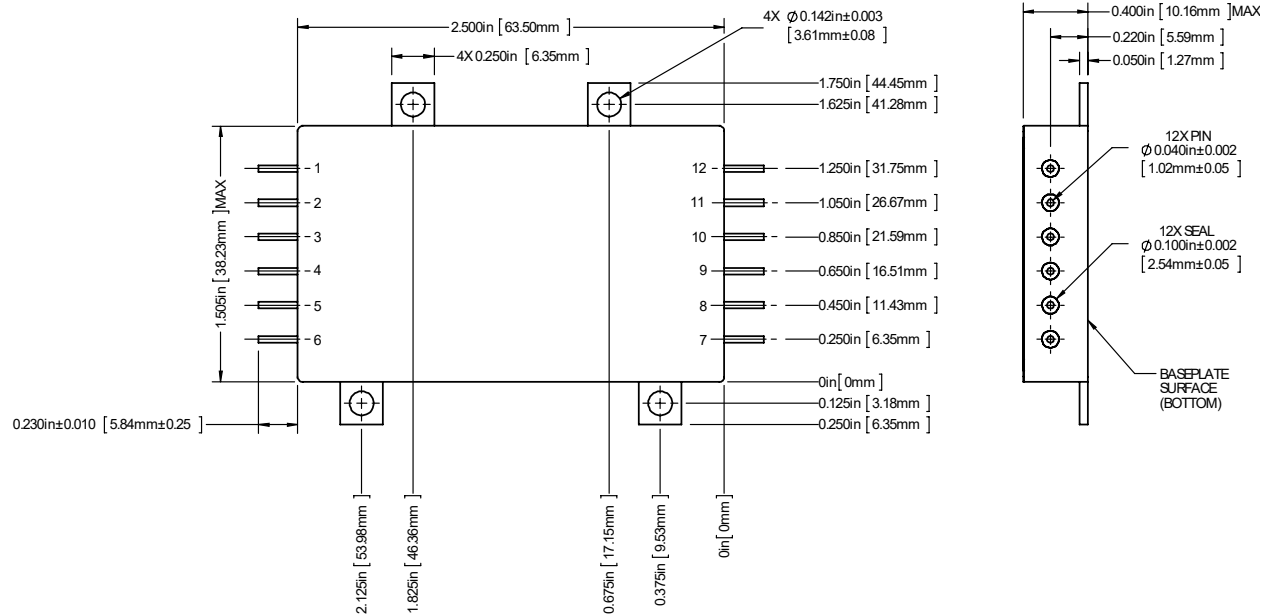 2.500in [63.50mm]
4X Ø0.142in±0.003
[3.61mm±0.08]
4X 0.250in [6.35mm]
1.750in [44.45mm]
1.625in [41.28mm]
1
2
3
4
5
6
12
11
10
9
8
7
1.250in [31.75mm]
1.050in [26.67mm]
0.850in [21.59mm]
0.650in [16.51mm]
0.450in [11.43mm]
0.250in [6.35mm]
0in [0mm]
0.125in [3.18mm]
0.250in [6.35mm]
1.505in [38.23mm] MAX
0.230in±0.010 [5.84mm±0.25]
2.125in [53.98mm]
1.825in [46.36mm]
0.675in [17.15mm]
0.375in [9.53mm]
0in [0mm]
0.400in [10.16mm] MAX
0.220in [5.59mm]
0.050in [1.27mm]
12X PIN
Ø0.040in±0.002
[1.02mm±0.05]
12X SEAL
Ø0.100in±0.002
[2.54mm±0.05]
BASEPLATE
SURFACE
(BOTTOM)